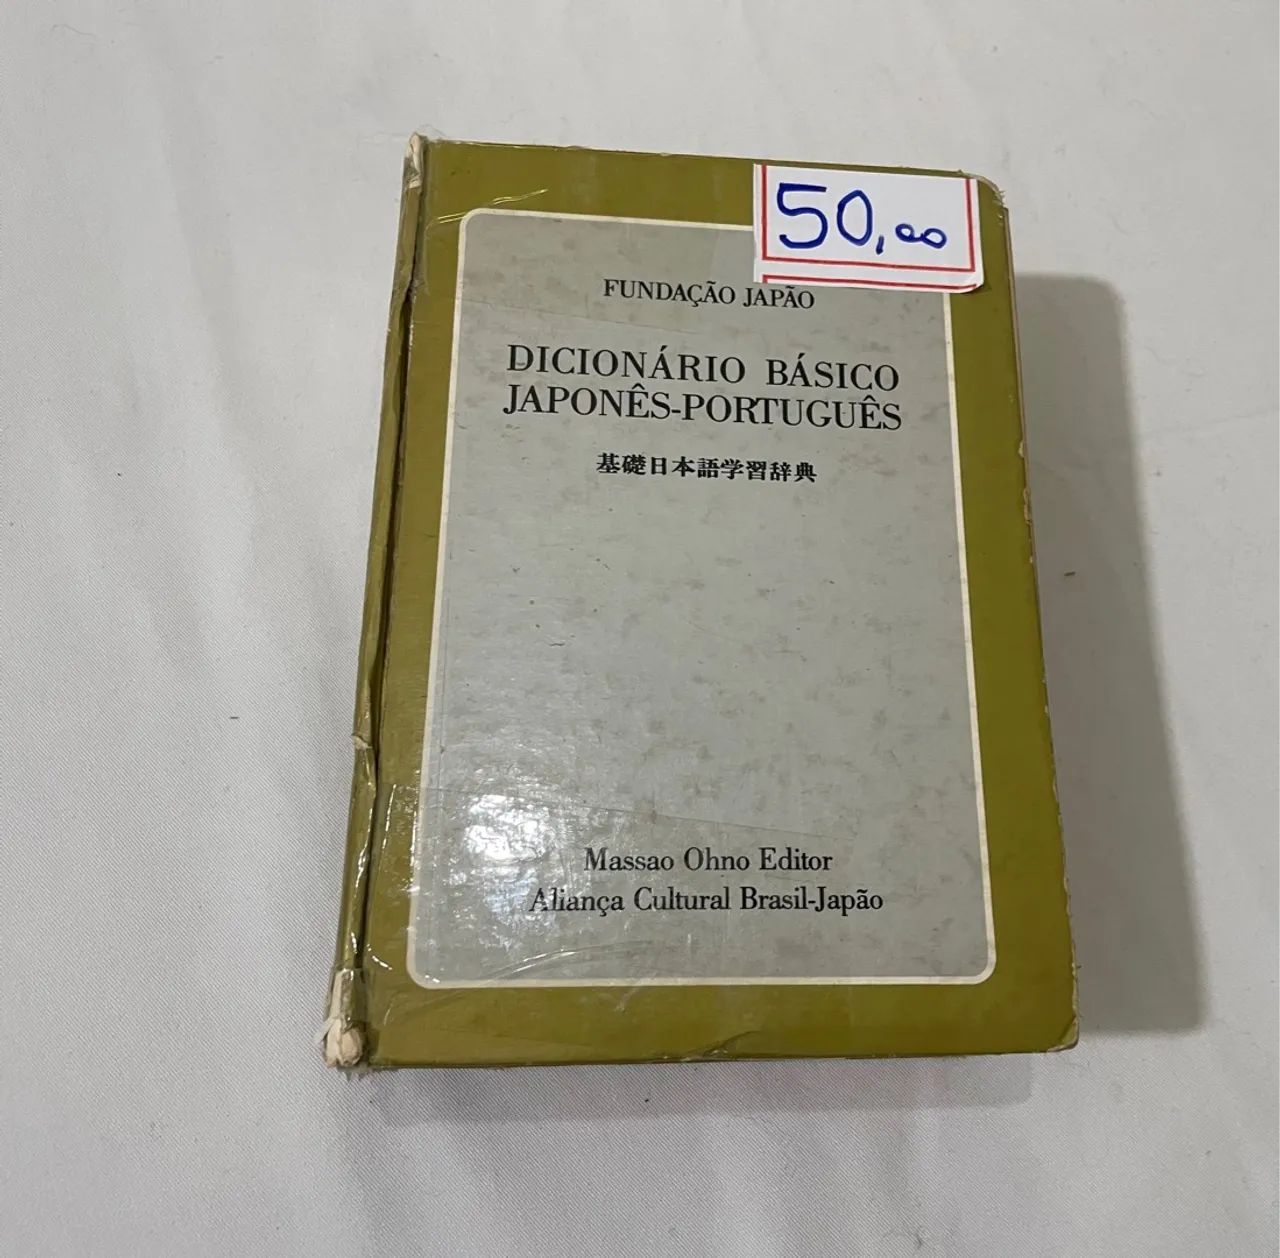 50,00
FUNDAÇÃO JAPÃO
DICIONÁRIO BÁSICO
JAPONÊS-PORTUGUÊS
基礎日本語学習辞典
Massao Ohno Editor
Aliança Cultural Brasil-Japão